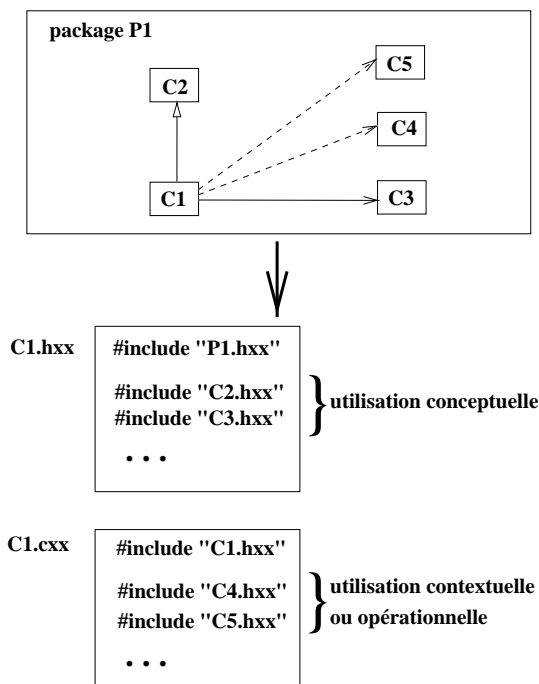 package P1
C5
C2
C4
C1
C3
C1.hxx
#include "P1.hxx"
#include "C2.hxx"
#include "C3.hxx"
utilisation conceptuelle
. . .
C1.cxx
#include "C1.hxx"
#include "C4.hxx"
#include "C5.hxx"
utilisation contextuelle
ou opérationnelle
. . .